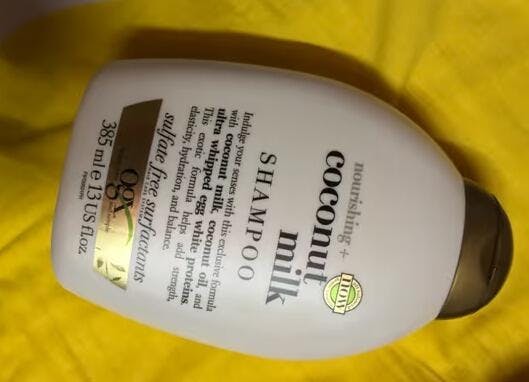 nourishing +
coconut
milk
SHAMPOO
Indulge your senses with this exclusive formula
with coconut milk, coconut oil, and
ultra whipped egg white proteins.
This exotic formula helps add strength,
elasticity, hydration, and balance.
sulfate free surfactants
ogx
385 ml e 13 US fl oz